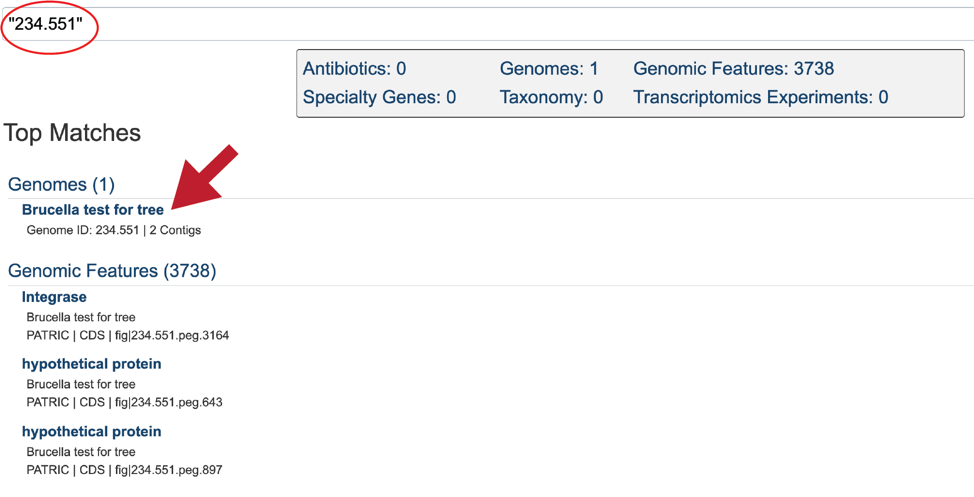 "234.551"
Antibiotics: 0 Genomes: 1 Genomic Features: 3738
Specialty Genes: 0 Taxonomy: 0 Transcriptomics Experiments: 0
Top Matches
Genomes (1)
Brucella test for tree
Genome ID: 234.551 | 2 Contigs
Genomic Features (3738)
Integrase
Brucella test for tree
PATRIC | CDS | fig|234.551.peg.3164
hypothetical protein
Brucella test for tree
PATRIC | CDS | fig|234.551.peg.643
hypothetical protein
Brucella test for tree
PATRIC | CDS | fig|234.551.peg.897